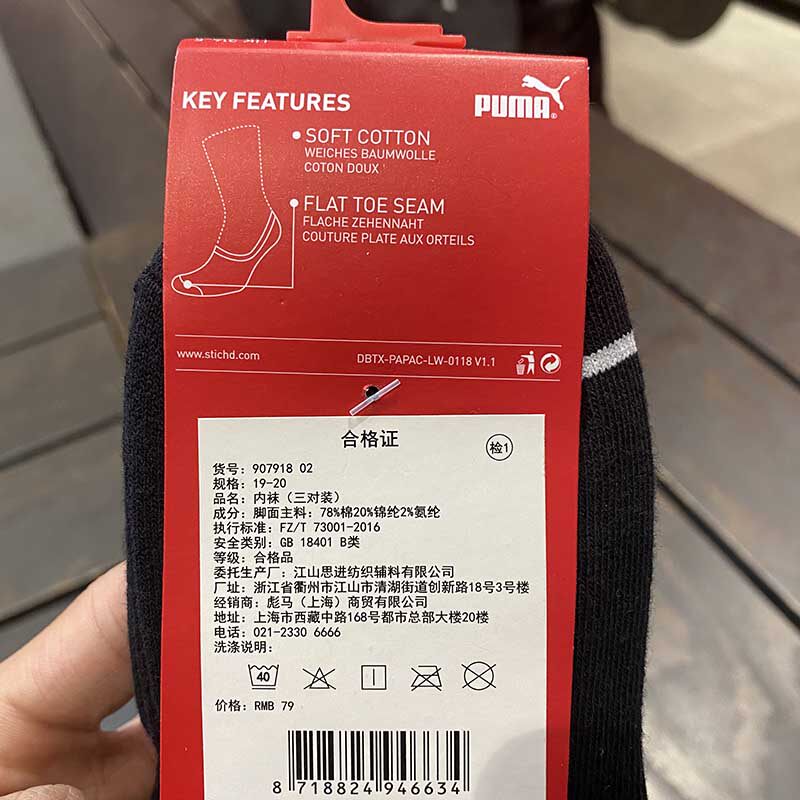 PUMA
KEY FEATURES
SOFT COTTON
WEICHES BAUMWOLLE
COTON DOUX
FLAT TOE SEAM
FLACHE ZEHENNAHT
COUTURE PLATE AUX ORTEILS
www.stichd.com DBTX-PAPAC-LW-0118 V1.1
合格证
检1
货号: 907918 02
规格: 19-20
品名: 内袜（三对装）
成分: 脚面主料: 78%棉20%锦纶2%氨纶
执行标准: FZ/T 73001-2016
安全类别: GB 18401 B类
等级: 合格品
委托生产厂: 江山思进纺织辅料有限公司
厂址: 浙江省衢州市江山市清湖街道创新路18号3号楼
经销商: 彪马（上海）商贸有限公司
地址: 上海市西藏中路168号都市总部大楼20楼
电话: 021-2330 6666
洗涤说明:
40
价格: RMB 79
8 718824 946634